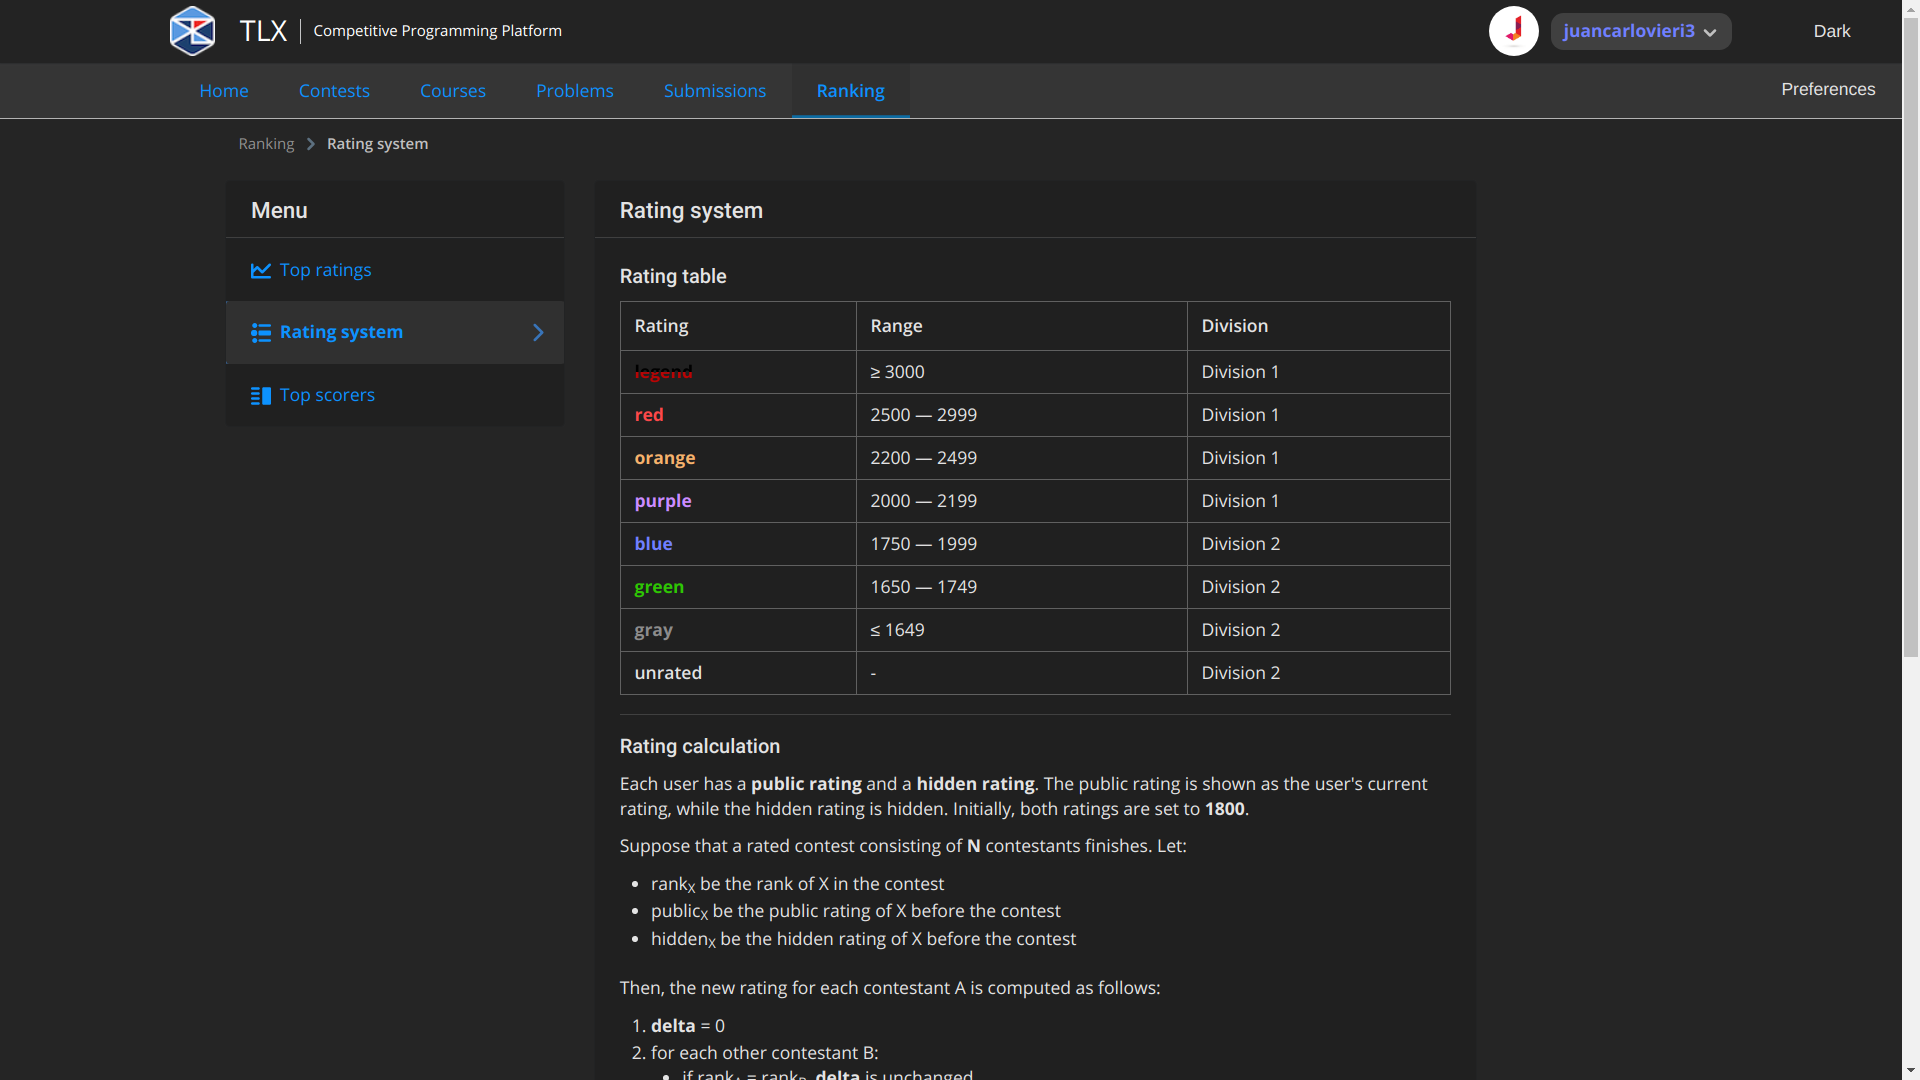 TLX
Competitive Programming Platform
juancarlovieri3
Dark
Home
Contests
Courses
Problems
Submissions
Ranking
Preferences
Ranking
Rating system
Menu
Top ratings
Rating system
Top scorers
Rating system
Rating table
Rating Range Division
legend ≥ 3000 Division 1
red 2500 — 2999 Division 1
orange 2200 — 2499 Division 1
purple 2000 — 2199 Division 1
blue 1750 — 1999 Division 2
green 1650 — 1749 Division 2
gray ≤ 1649 Division 2
unrated - Division 2
Rating calculation
Each user has a public rating and a hidden rating. The public rating is shown as the user's current
rating, while the hidden rating is hidden. Initially, both ratings are set to 1800.
Suppose that a rated contest consisting of N contestants finishes. Let:
• rankX be the rank of X in the contest
• publicX be the public rating of X before the contest
• hiddenX be the hidden rating of X before the contest
Then, the new rating for each contestant A is computed as follows:
1. delta = 0
2. for each other contestant B:
• if rankA = rankB, delta is unchanged